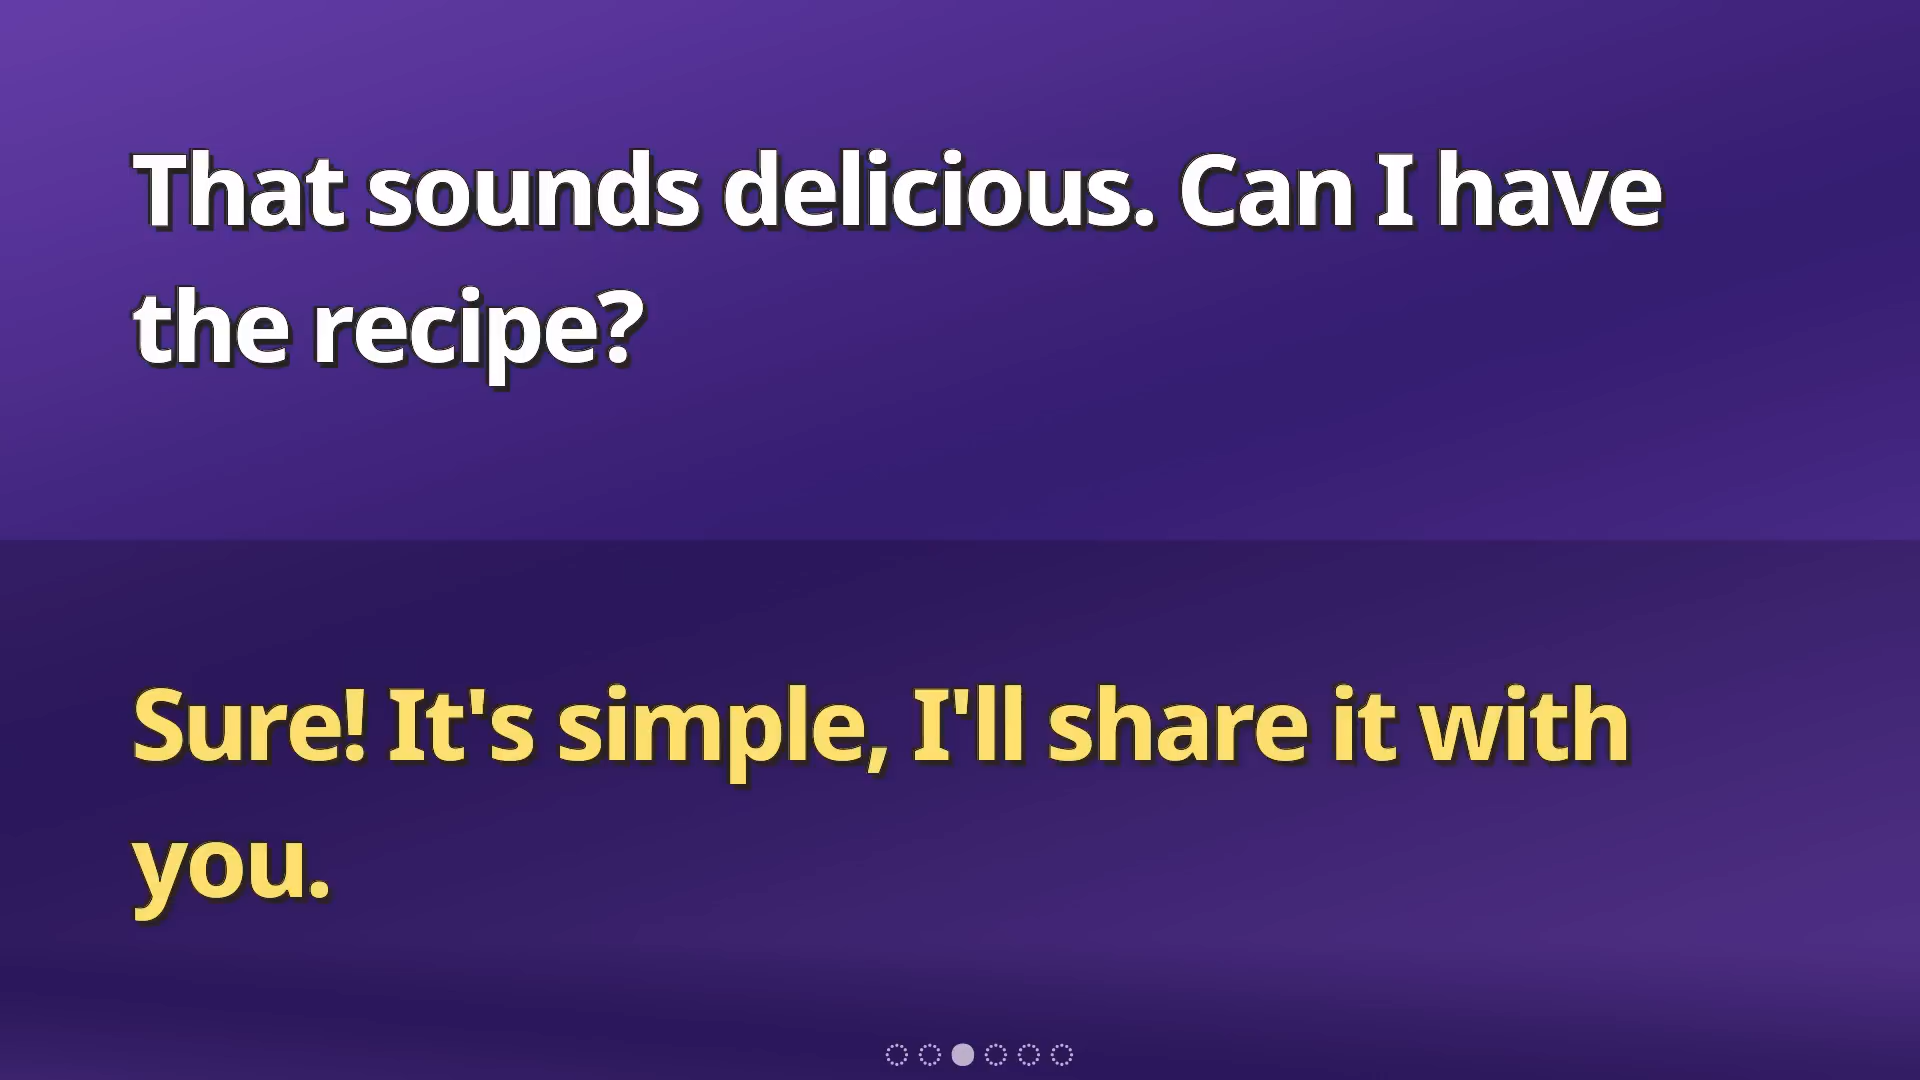 That sounds delicious. Can I have
the recipe?
Sure! It's simple, I'll share it with
you.